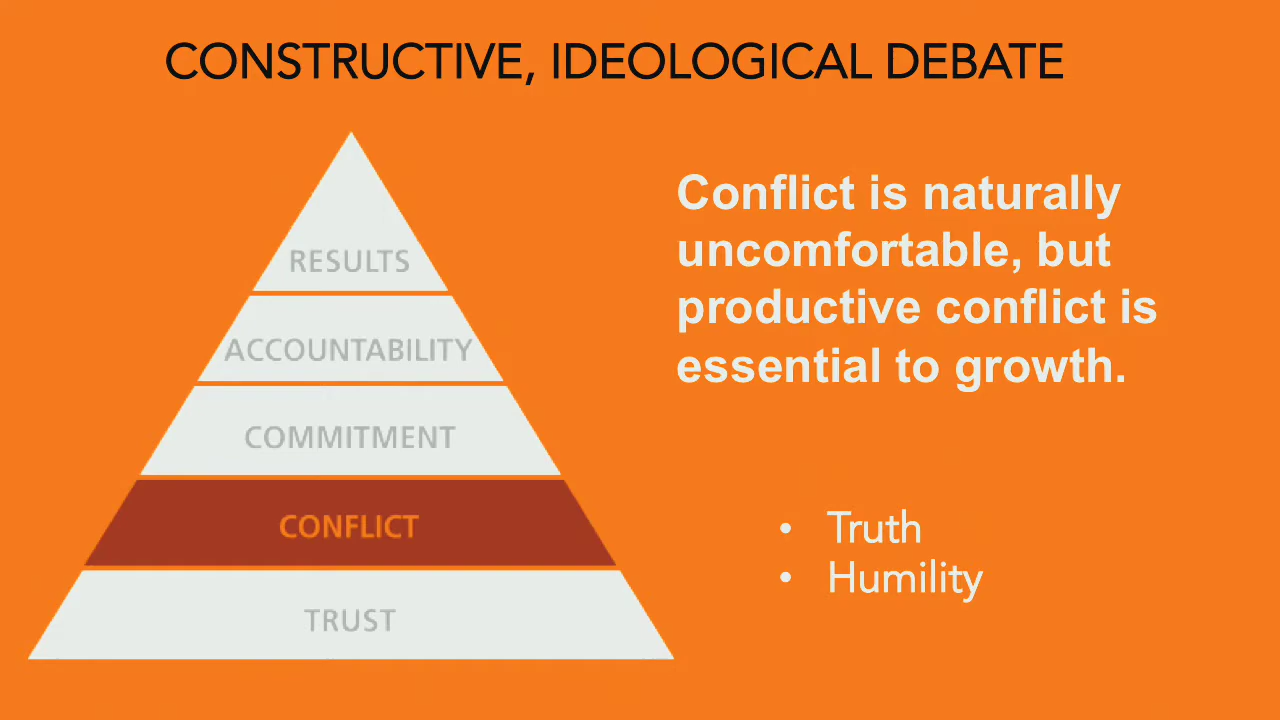 CONSTRUCTIVE, IDEOLOGICAL DEBATE
RESULTS
ACCOUNTABILITY
COMMITMENT
CONFLICT
TRUST
Conflict is naturally
uncomfortable, but
productive conflict is
essential to growth.
• Truth
• Humility